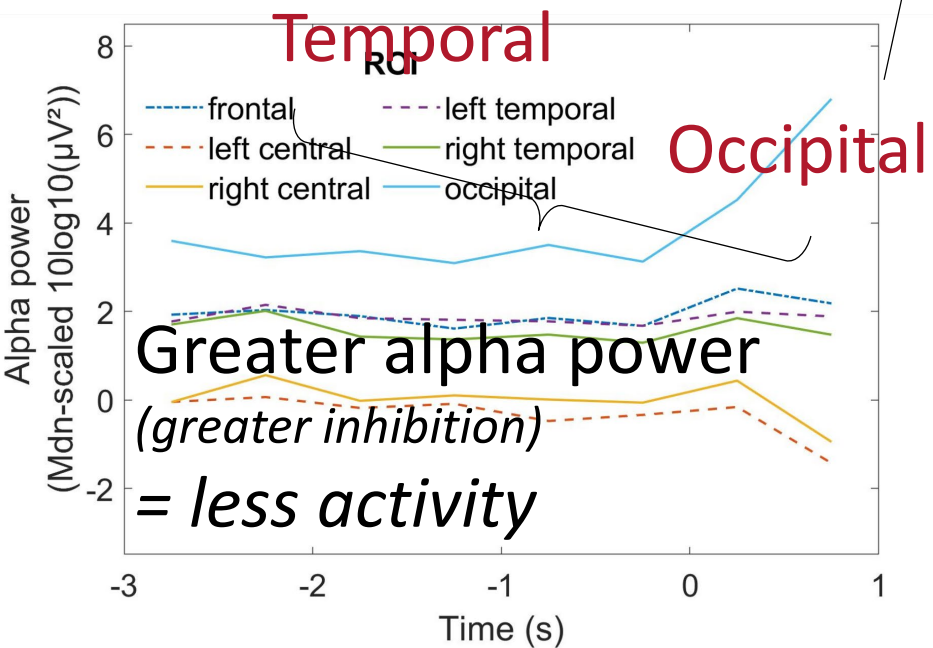 Temporal
ROI
frontal
left temporal
left central
right temporal
right central
occipital
Occipital
8
6
4
2
0
-2
Alpha power
(Mdn-scaled 10log10(μV²))
Greater alpha power
(greater inhibition)
= less activity
-3 -2 -1 0 1
Time (s)